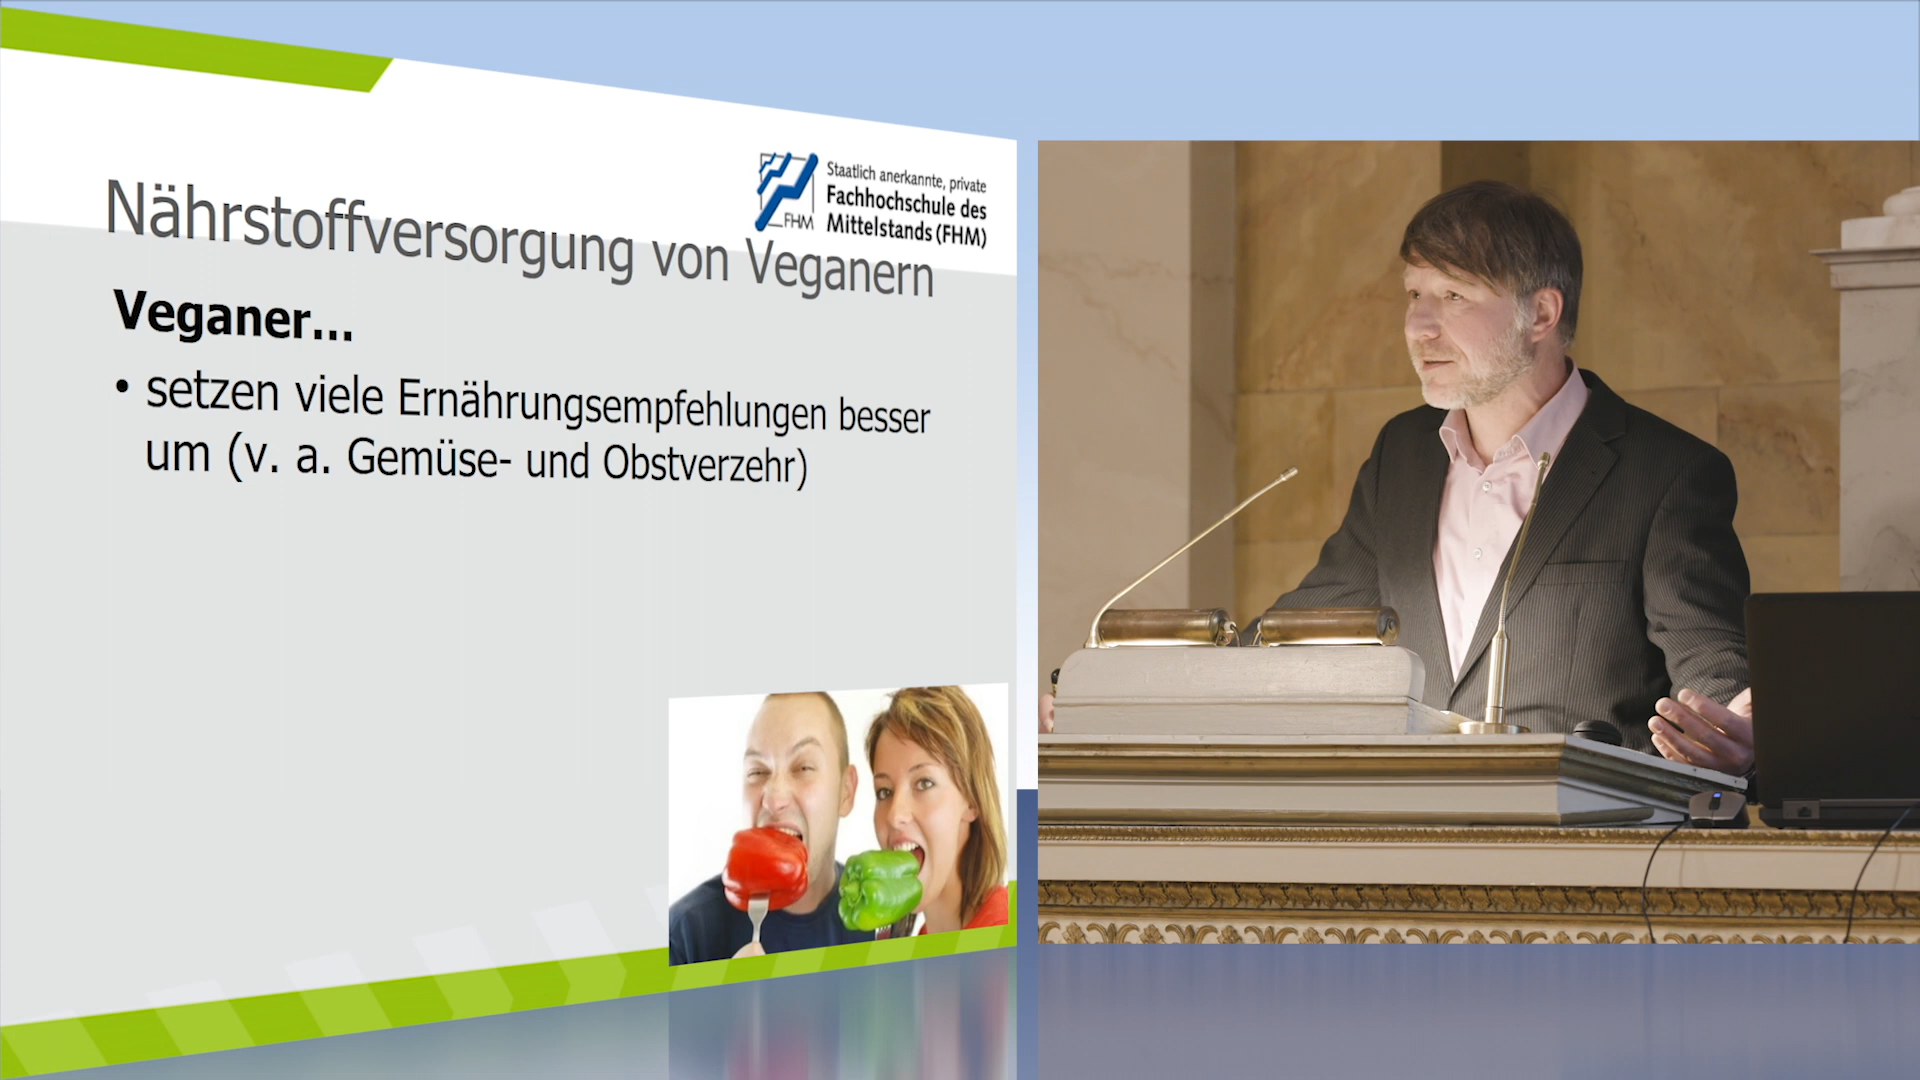 Staatlich anerkannte, private
Fachhochschule des
Mittelstands (FHM)
FHM
Nährstoffversorgung von Veganern
Veganer...
• setzen viele Ernährungsempfehlungen besser
um (v. a. Gemüse- und Obstverzehr)